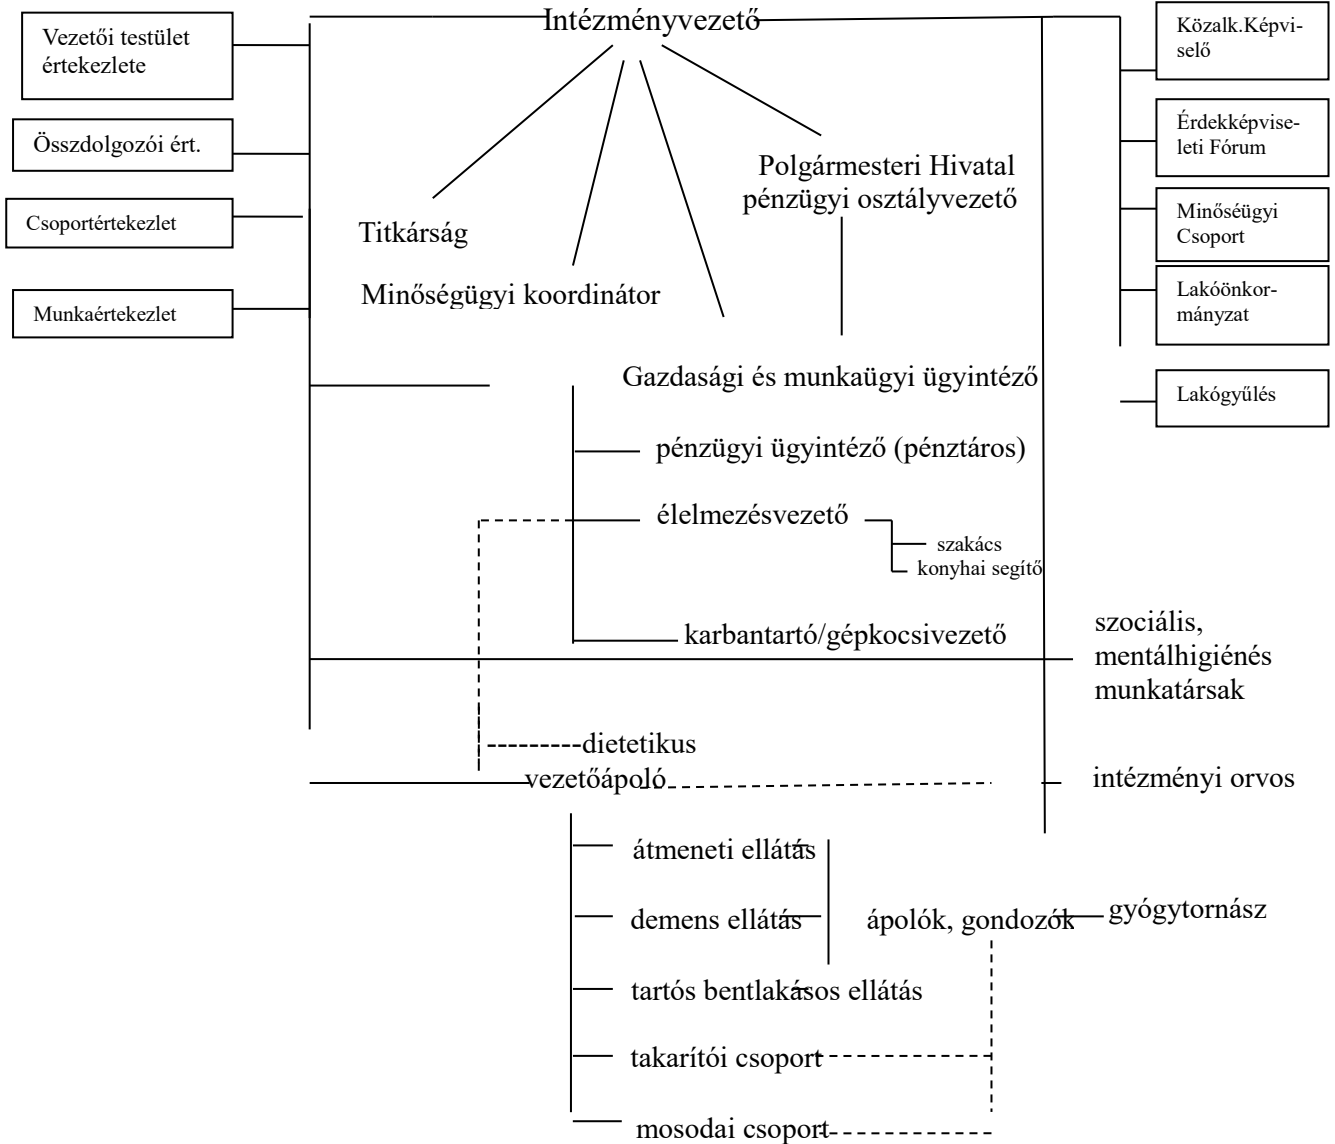 Intézményvezető
Vezetői testület
értekezlete
Összdolgozói ért.
Csoportértekezlet
Munkaértekezlet
Közalk.Képvi-
selő
Érdekképvise-
leti Fórum
Minőséügyi
Csoport
Lakóönkor-
mányzat
Lakógyűlés
Polgármesteri Hivatal
pénzügyi osztályvezető
Titkárság
Minőségügyi koordinátor
Gazdasági és munkaügyi ügyintéző
pénzügyi ügyintéző (pénztáros)
élelmezésvezető
szakács
konyhai segítő
karbantartó/gépkocsivezető
szociális,
mentálhigiénés
munkatársak
dietetikus
vezetőápoló
intézményi orvos
átmeneti ellátás
demens ellátás
ápolók, gondozók
gyógytornász
tartós bentlakásos ellátás
takarítói csoport
mosodai csoport